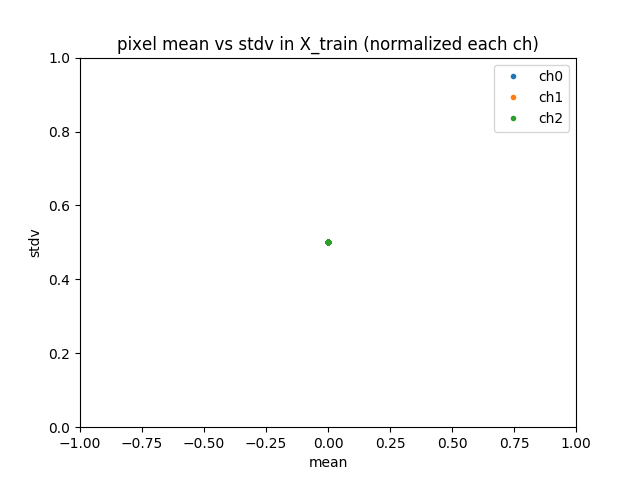 pixel mean vs stdv in X_train (normalized each ch)
1.0
0.8
0.6
0.4
0.2
0.0
stdv
ch0
ch1
ch2
−1.00 −0.75 −0.50 −0.25 0.00 0.25 0.50 0.75 1.00
mean